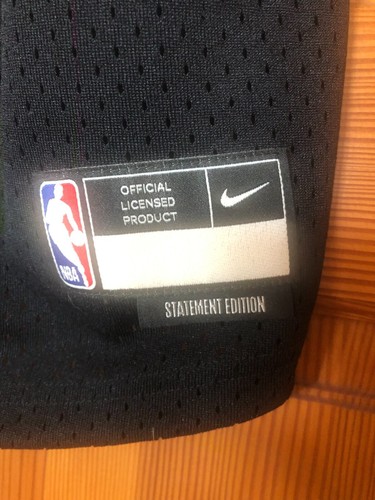 OFFICIAL
LICENSED
PRODUCT
NBA
STATEMENT EDITION